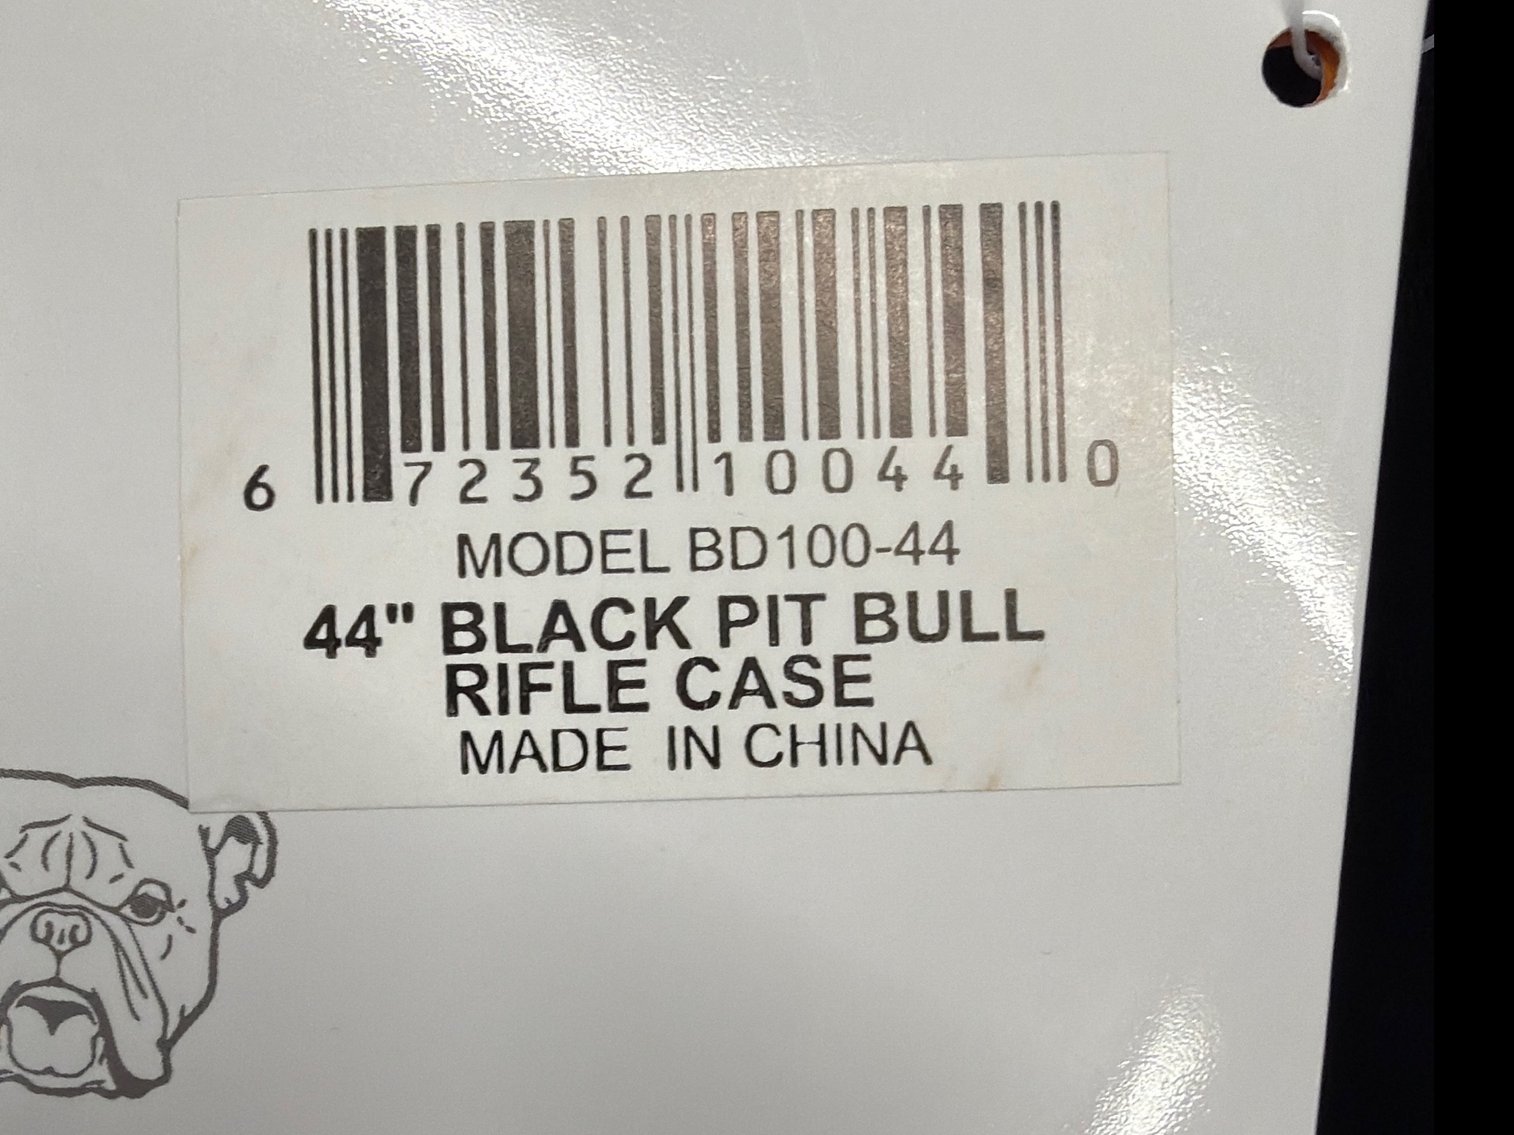 6 72352 10044 0
MODEL BD100-44
44" BLACK PIT BULL
RIFLE CASE
MADE IN CHINA